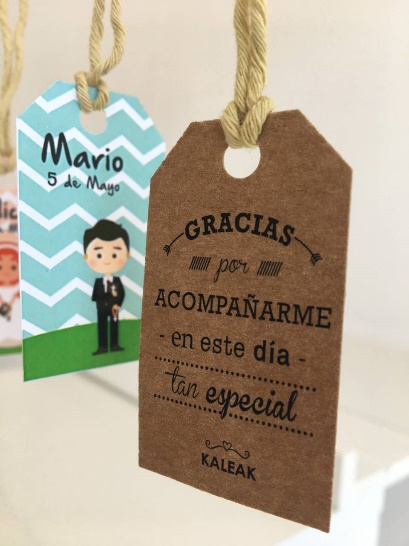 Mario
5 de Mayo
GRACIAS
por
ACOMPAÑARME
- en este día -
tan especial
KALEAK